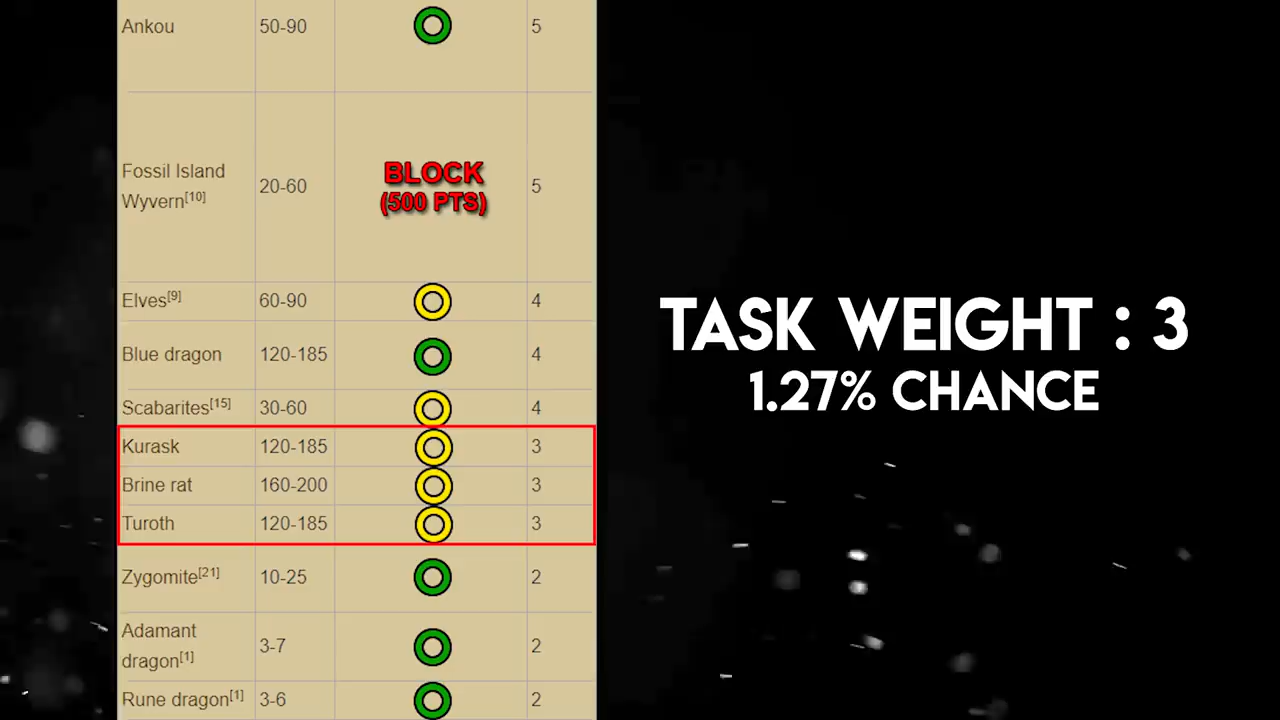 Ankou 50-90 5
Fossil Island
Wyvern[10] 20-60 BLOCK
(500 PTS) 5
Elves[9] 60-90 4
Blue dragon 120-185 4
Scabarites[15] 30-60 4
Kurask 120-185 3
Brine rat 160-200 3
Turoth 120-185 3
Zygomite[21] 10-25 2
Adamant
dragon[1] 3-7 2
Rune dragon[1] 3-6 2
TASK WEIGHT : 3
1.27% CHANCE